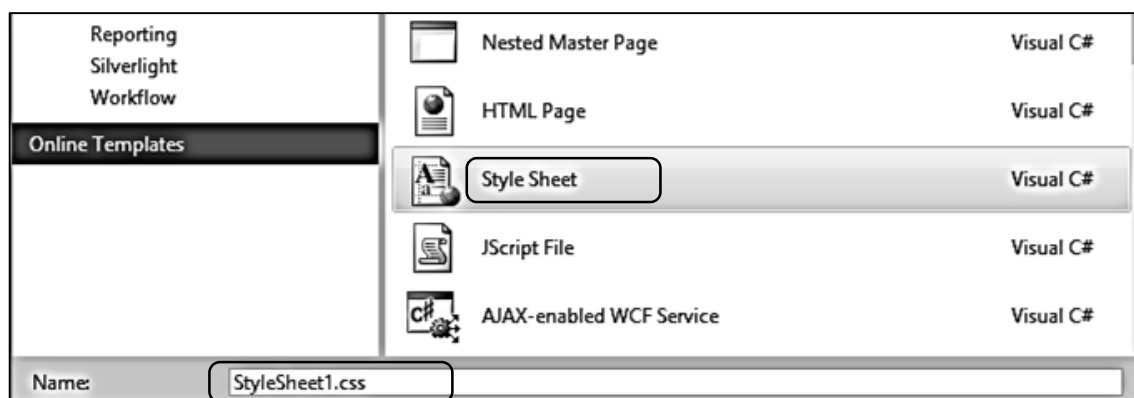 Reporting
Silverlight
Workflow
Online Templates
Nested Master Page Visual C#
HTML Page Visual C#
Style Sheet Visual C#
JScript File Visual C#
AJAX-enabled WCF Service Visual C#
Name: StyleSheet1.css